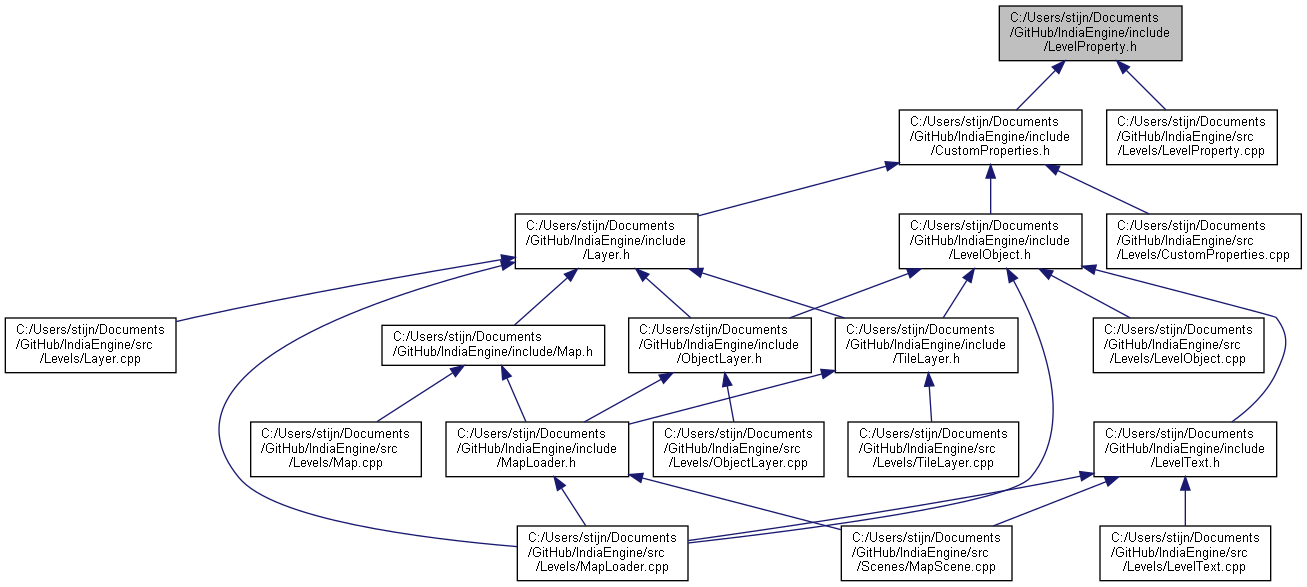 C:/Users/stijn/Documents
/GitHub/IndiaEngine/include
/LevelProperty.h
C:/Users/stijn/Documents
/GitHub/IndiaEngine/include
/CustomProperties.h
C:/Users/stijn/Documents
/GitHub/IndiaEngine/src
/Levels/LevelProperty.cpp
C:/Users/stijn/Documents
/GitHub/IndiaEngine/include
/Layer.h
C:/Users/stijn/Documents
/GitHub/IndiaEngine/include
/LevelObject.h
C:/Users/stijn/Documents
/GitHub/IndiaEngine/src
/Levels/CustomProperties.cpp
C:/Users/stijn/Documents
/GitHub/IndiaEngine/src
/Levels/Layer.cpp
C:/Users/stijn/Documents
/GitHub/IndiaEngine/include/Map.h
C:/Users/stijn/Documents
/GitHub/IndiaEngine/include
/ObjectLayer.h
C:/Users/stijn/Documents
/GitHub/IndiaEngine/include
/TileLayer.h
C:/Users/stijn/Documents
/GitHub/IndiaEngine/src
/Levels/LevelObject.cpp
C:/Users/stijn/Documents
/GitHub/IndiaEngine/src
/Levels/Map.cpp
C:/Users/stijn/Documents
/GitHub/IndiaEngine/include
/MapLoader.h
C:/Users/stijn/Documents
/GitHub/IndiaEngine/src
/Levels/ObjectLayer.cpp
C:/Users/stijn/Documents
/GitHub/IndiaEngine/src
/Levels/TileLayer.cpp
C:/Users/stijn/Documents
/GitHub/IndiaEngine/include
/LevelText.h
C:/Users/stijn/Documents
/GitHub/IndiaEngine/src
/Levels/MapLoader.cpp
C:/Users/stijn/Documents
/GitHub/IndiaEngine/src
/Scenes/MapScene.cpp
C:/Users/stijn/Documents
/GitHub/IndiaEngine/src
/Levels/LevelText.cpp